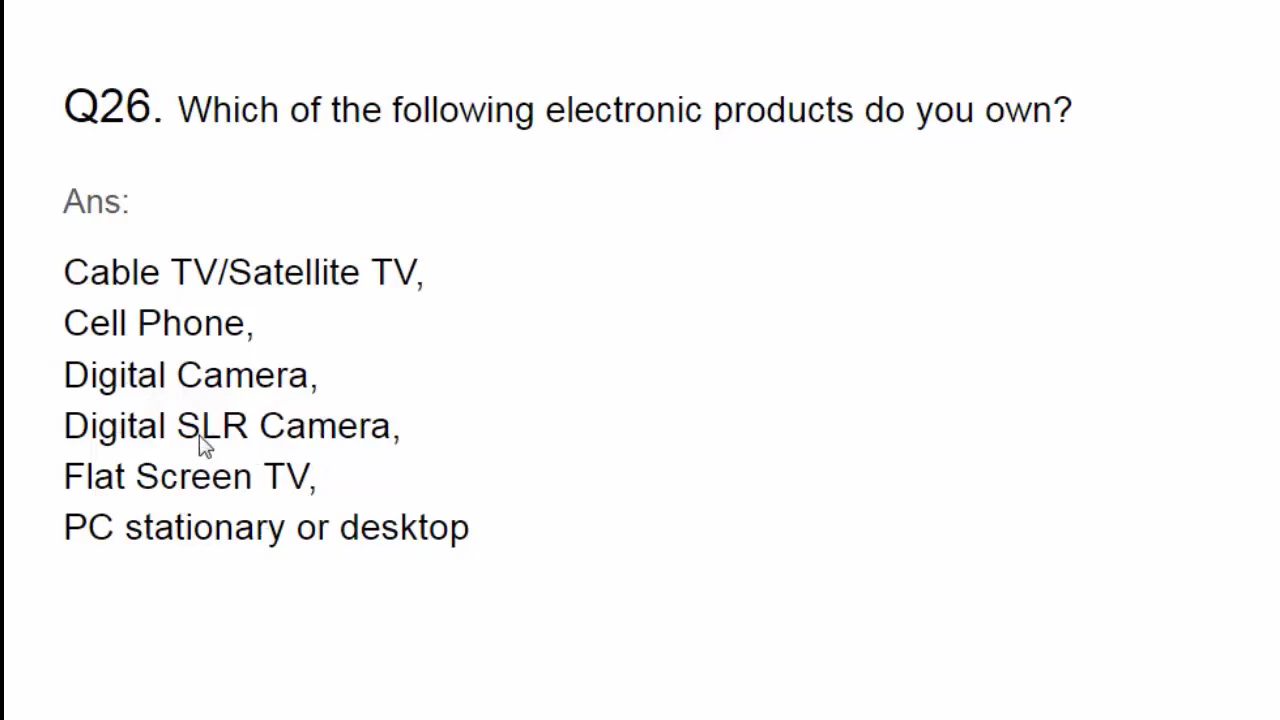 Q26. Which of the following electronic products do you own?
Ans:
Cable TV/Satellite TV,
Cell Phone,
Digital Camera,
Digital SLR Camera,
Flat Screen TV,
PC stationary or desktop